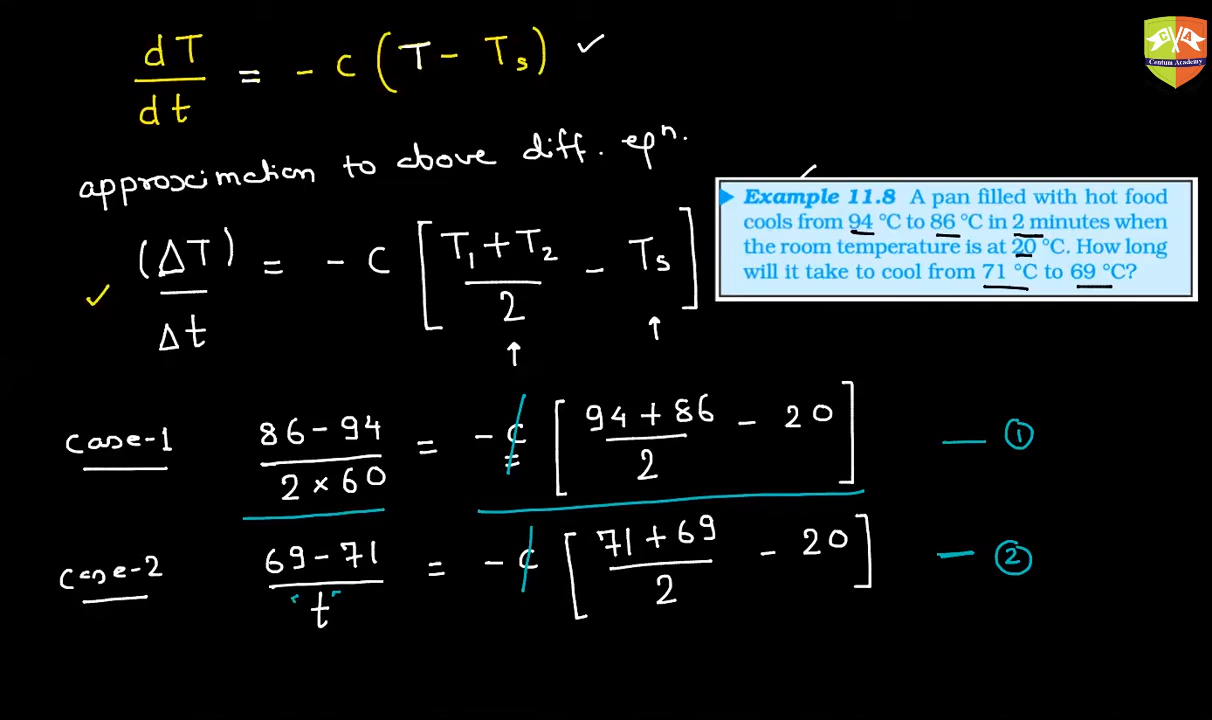 dT/dt = - c (T - Ts) ✓
approximation to above diff. eqn.
Example 11.8 A pan filled with hot food
cools from 94 °C to 86 °C in 2 minutes when
the room temperature is at 20 °C. How long
will it take to cool from 71 °C to 69 °C?
✓ (ΔT)/Δt = - c [ (T1 + T2)/2 - Ts ]
case-1 (86 - 94)/(2 × 60) = - c [ (94 + 86)/2 - 20 ] — ①
case-2 (69 - 71)/t = - c [ (71 + 69)/2 - 20 ] — ②
C A
Centum Academy